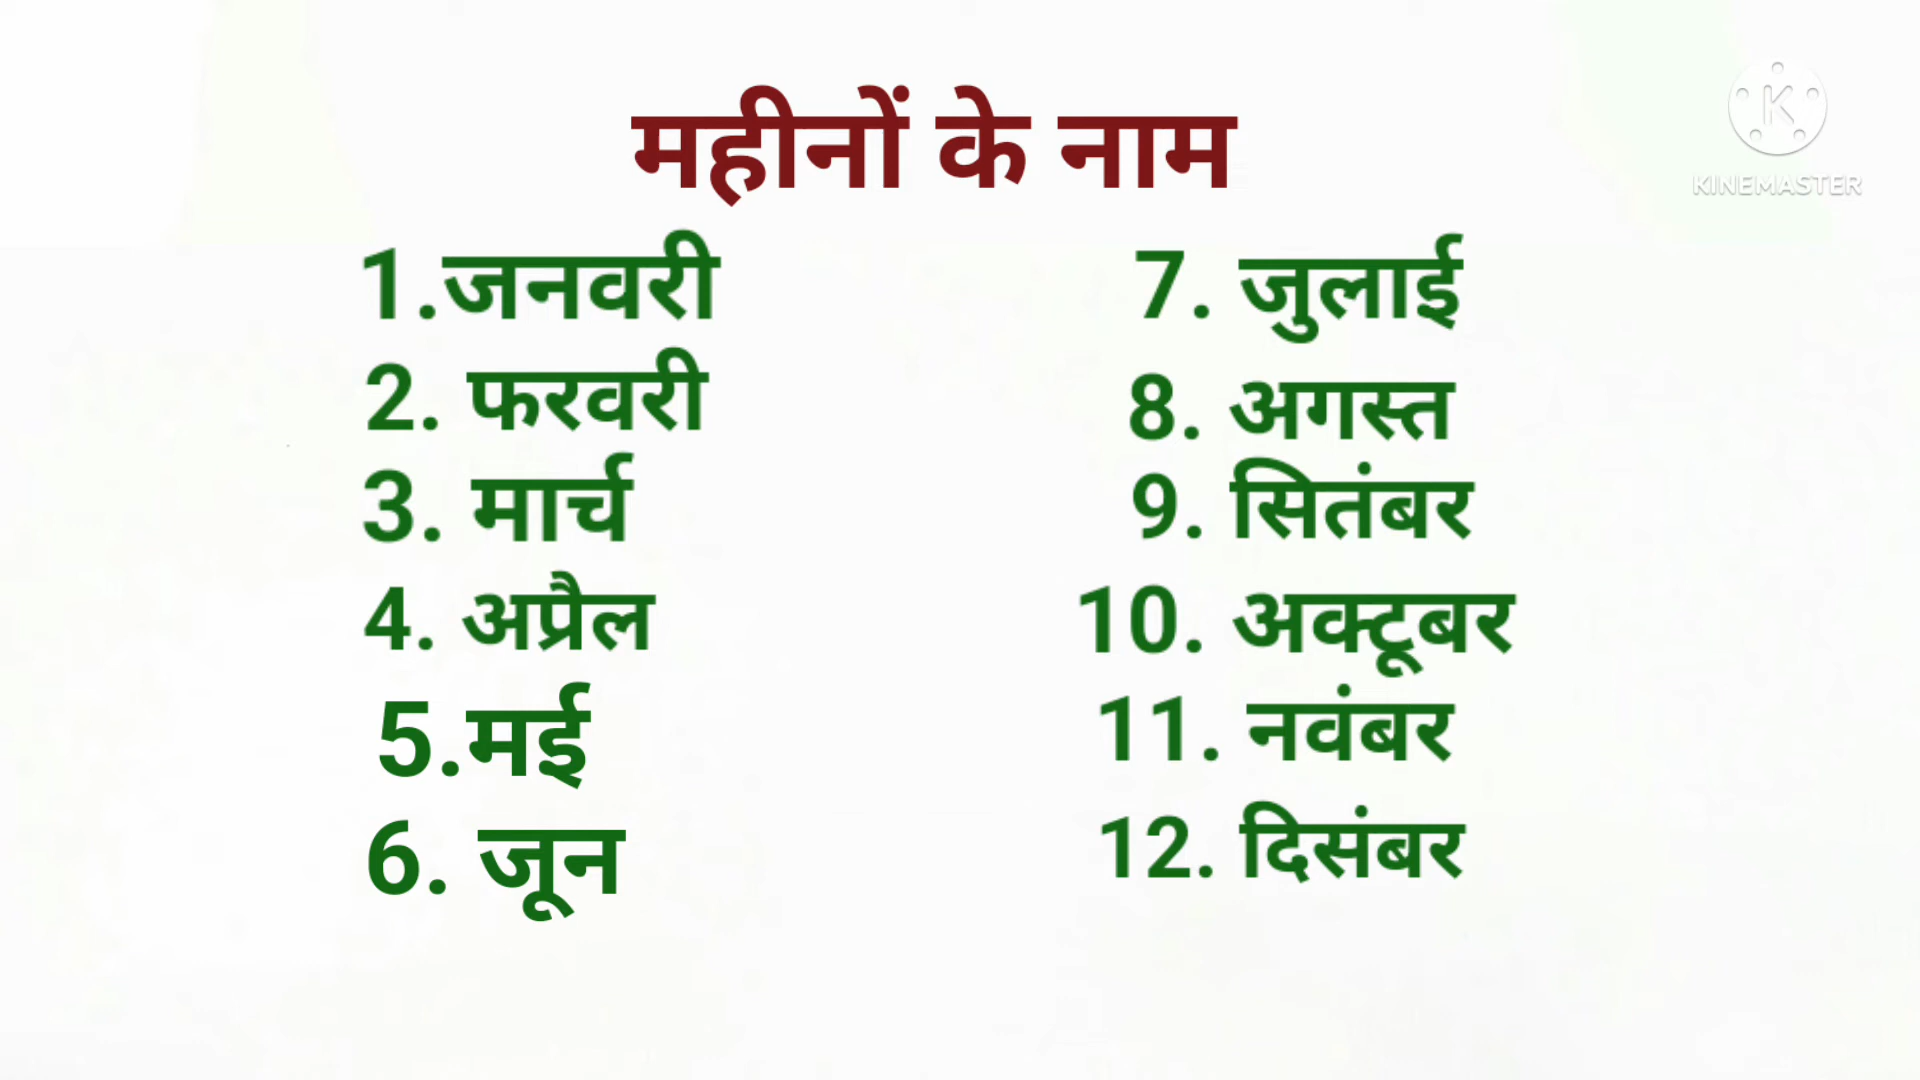 महीनों के नाम
1.जनवरी
2. फरवरी
3. मार्च
4. अप्रैल
5.मई
6. जून
7. जुलाई
8. अगस्त
9. सितंबर
10. अक्टूबर
11. नवंबर
12. दिसंबर
K
KINEMASTER